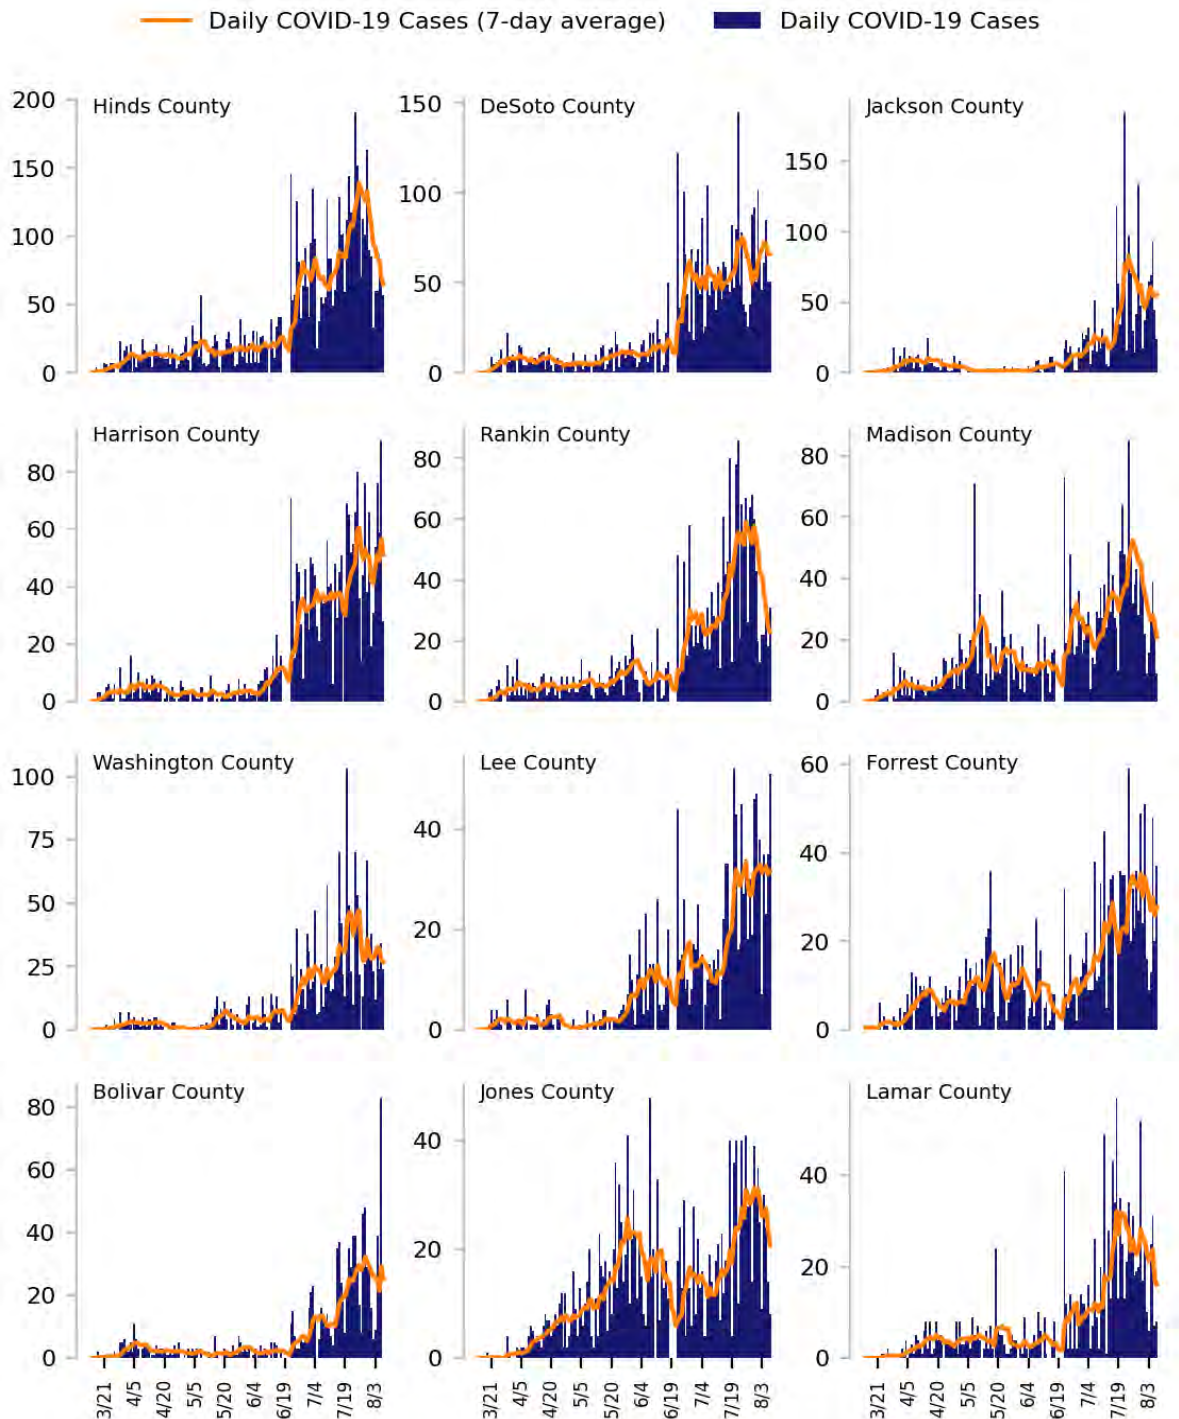 Daily COVID-19 Cases (7-day average) Daily COVID-19 Cases
Hinds County DeSoto County Jackson County
200 150
150 100 150
100 100
50 50 50
0 0 0
Harrison County Rankin County Madison County
80 80 80
60 60 60
40 40 40
20 20 20
0 0 0
Washington County Lee County Forrest County
100 60
75 40 40
50 20 20
25
0 0 0
Bolivar County Jones County Lamar County
80 40 40
60
40 20 20
20
0 0 0
3/21 4/5 4/20 5/5 5/20 6/4 6/19 7/4 7/19 8/3 3/21 4/5 4/20 5/5 5/20 6/4 6/19 7/4 7/19 8/3 3/21 4/5 4/20 5/5 5/20 6/4 6/19 7/4 7/19 8/3